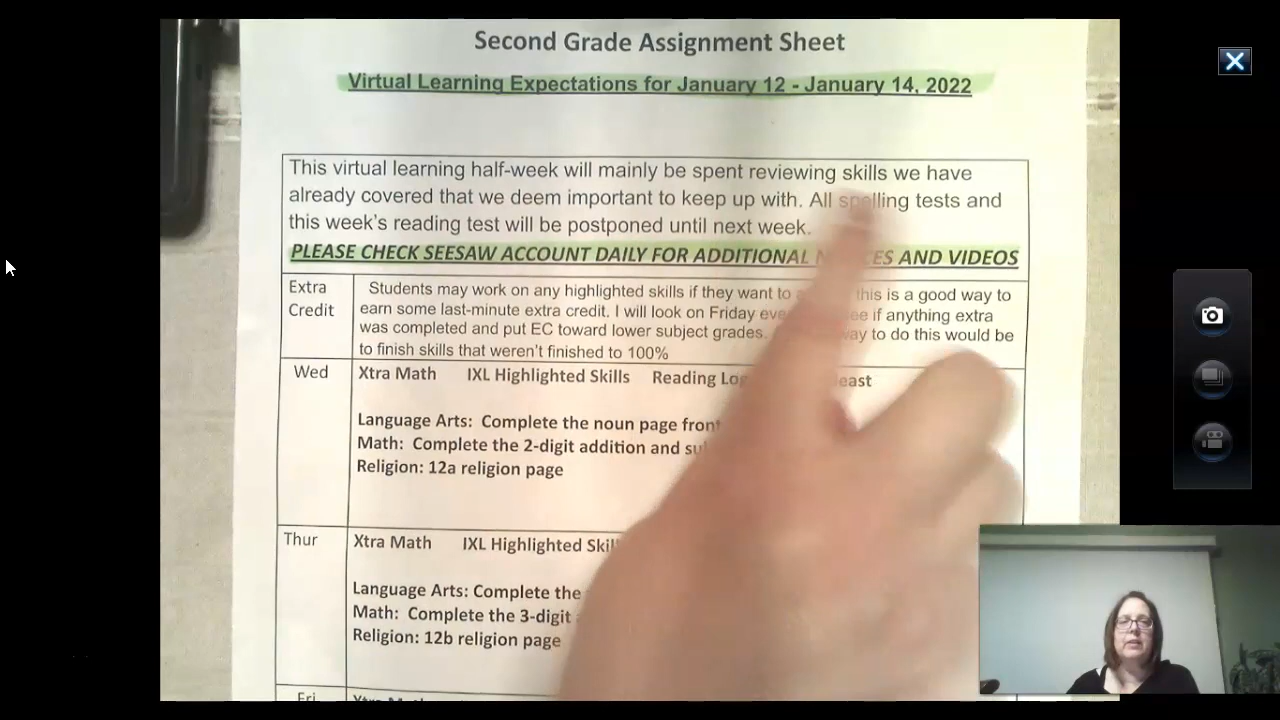 Second Grade Assignment Sheet
Virtual Learning Expectations for January 12 - January 14, 2022
This virtual learning half-week will mainly be spent reviewing skills we have
already covered that we deem important to keep up with. All spelling tests and
this week's reading test will be postponed until next week.
PLEASE CHECK SEESAW ACCOUNT DAILY FOR ADDITIONAL AND VIDEOS
Extra Credit
Students may work on any highlighted skills if they want to this is a good way to
earn some last-minute extra credit. I will look on Friday if anything extra
was completed and put EC toward lower subject grades. way to do this would be
to finish skills that weren't finished to 100%
Wed
Xtra Math IXL Highlighted Skills Reading
Language Arts: Complete the noun page
Math: Complete the 2-digit addition and
Religion: 12a religion page
Thur
Xtra Math IXL Highlighted
Language Arts: Complete the
Math: Complete the 3-digit
Religion: 12b religion page
Fri
Xtra Math